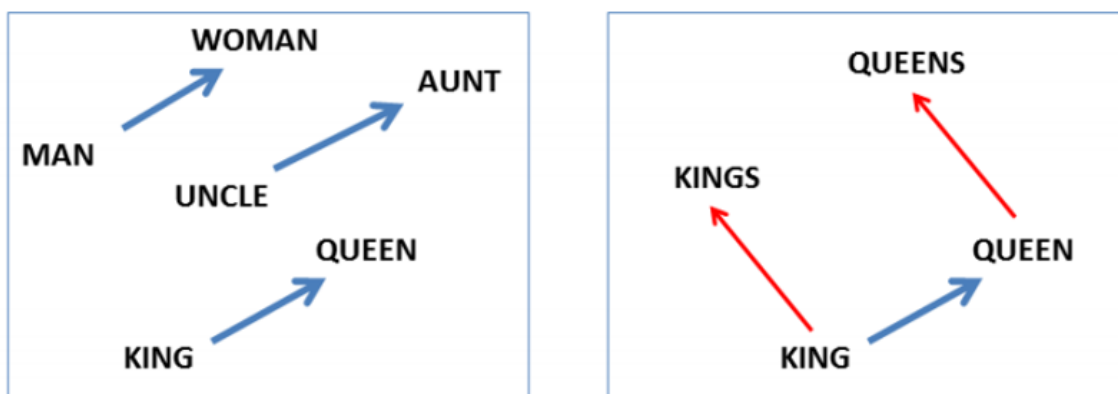 WOMAN
AUNT
MAN
UNCLE
QUEEN
KING
QUEENS
KINGS
QUEEN
KING